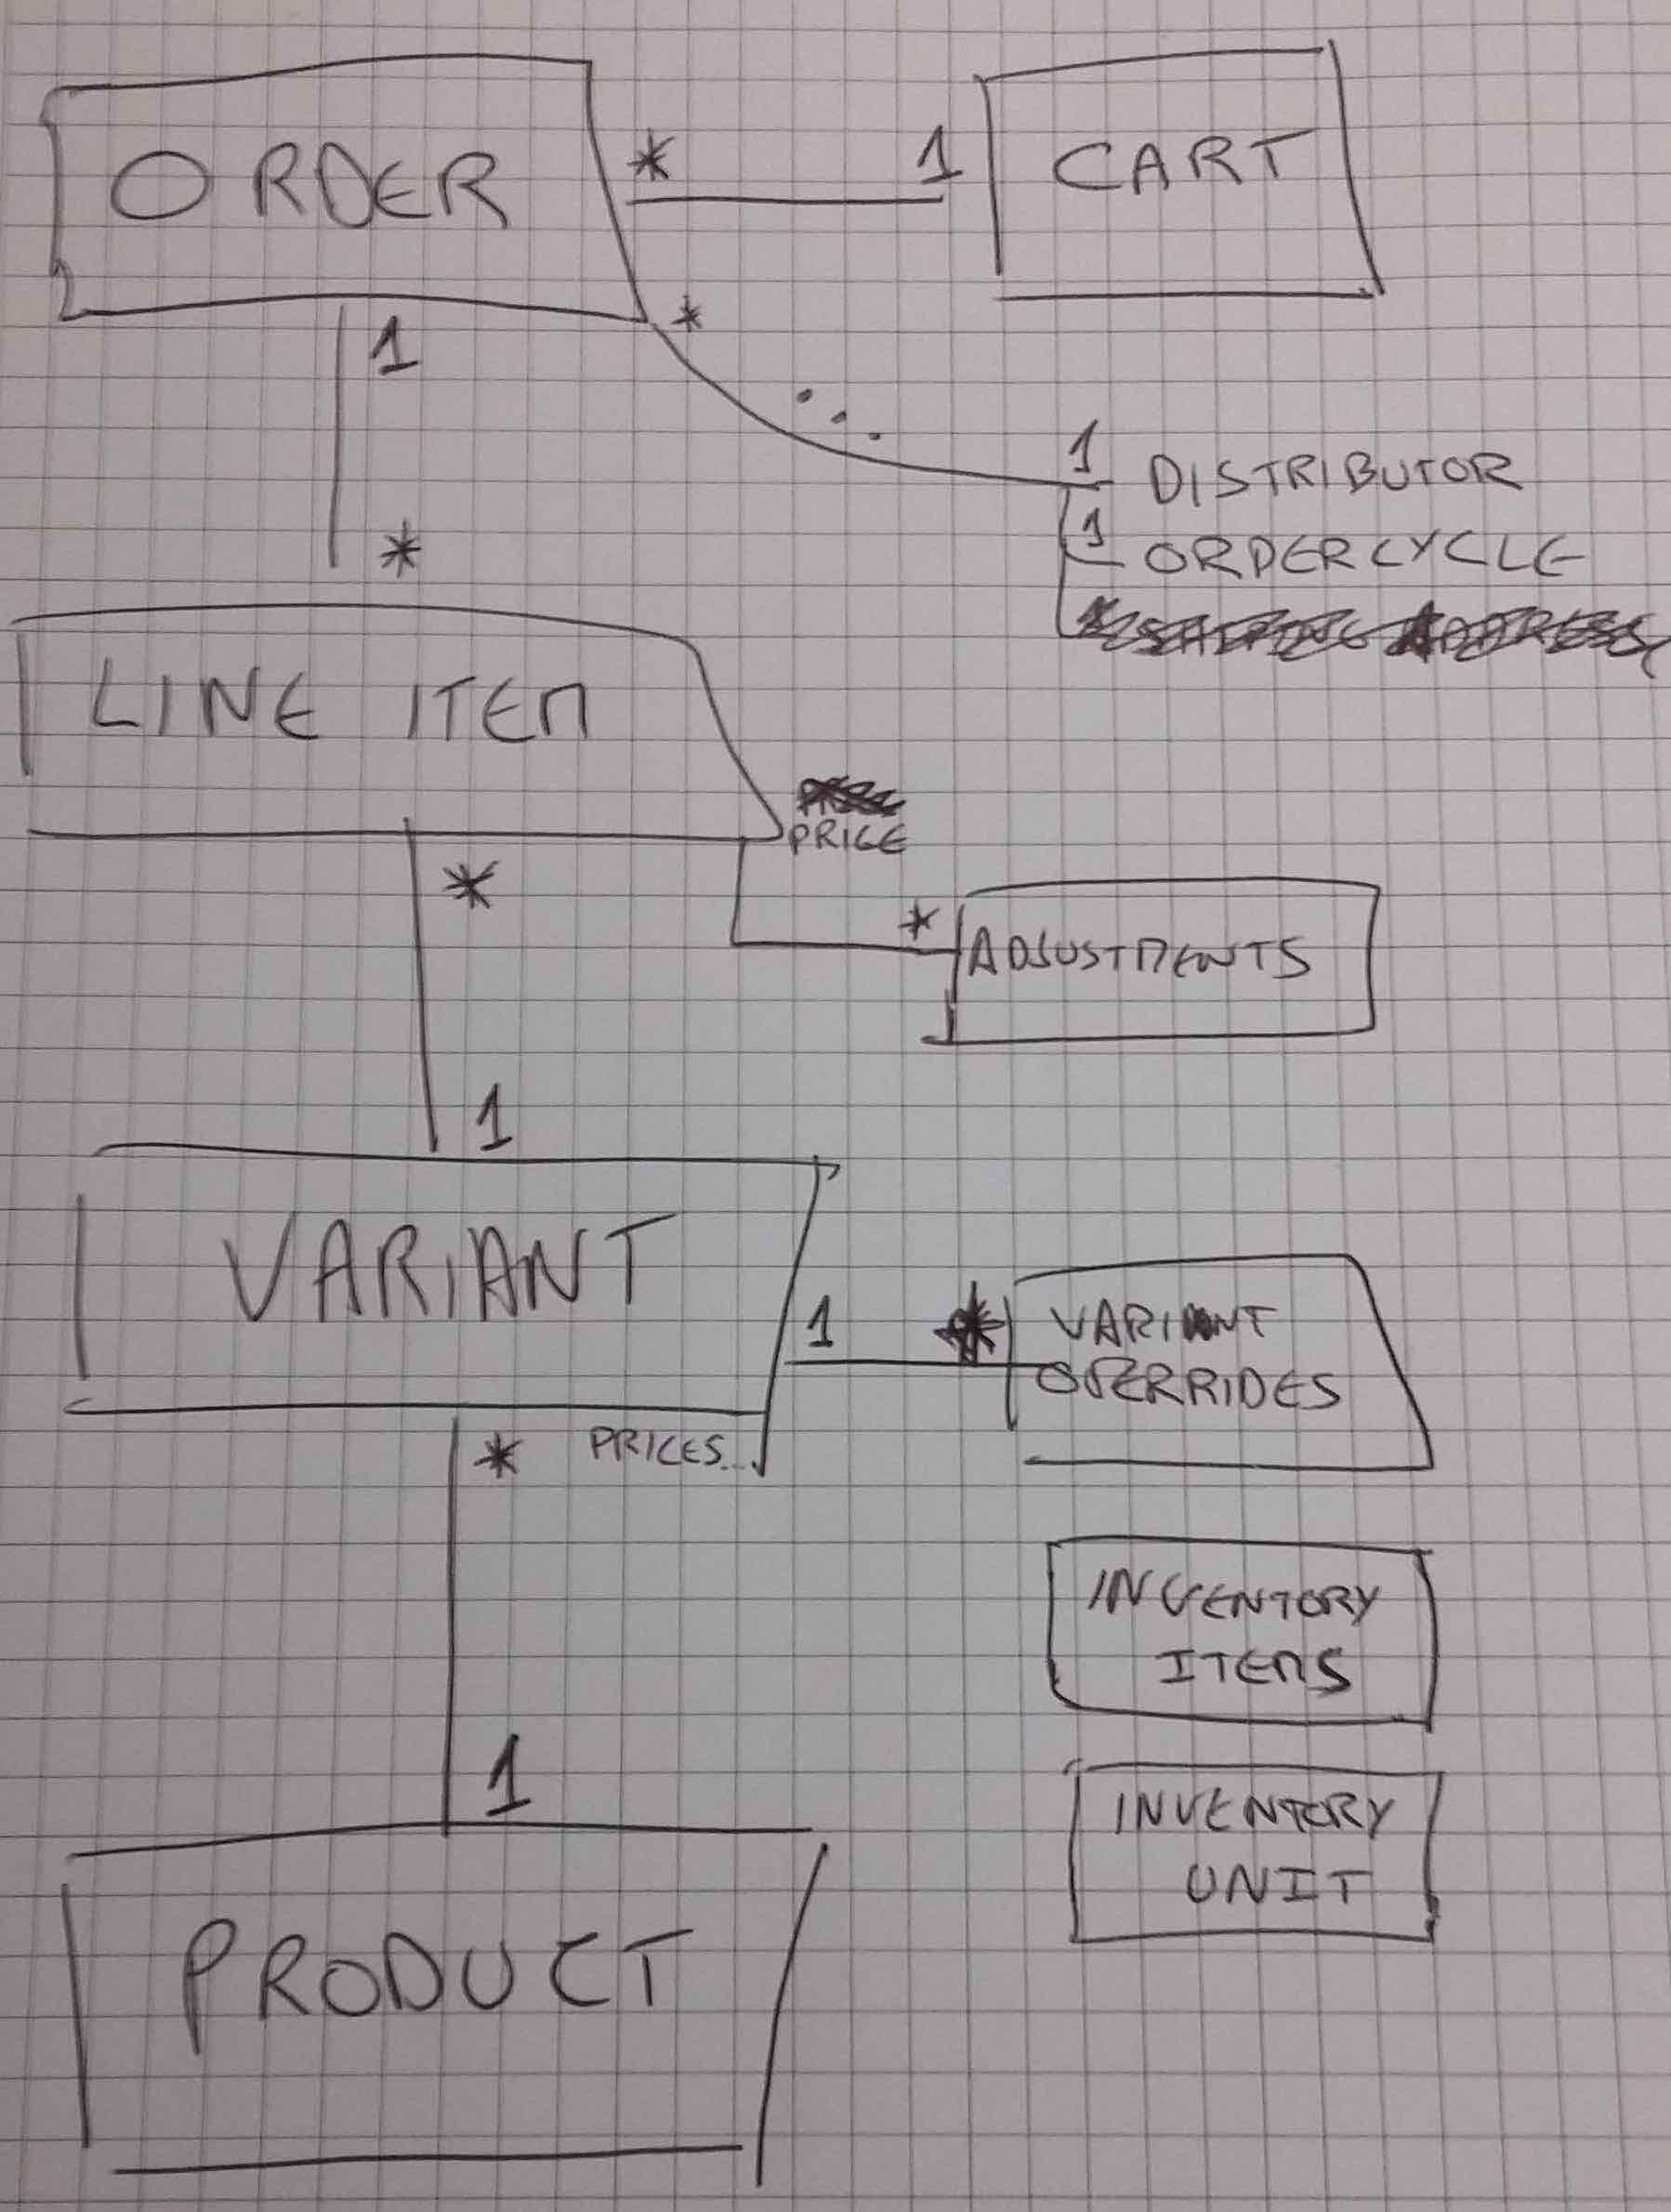 ORDER
* 1
CART
*
1
...
1 DISTRIBUTOR
1 ORDERCYCLE
*
LINE ITEM
PRICE
*
* ADJUSTMENTS
1
VARIANT
1 *
VARIANT
OVERRIDES
* PRICES...
INVENTORY
ITEMS
1
INVENTORY
UNIT
PRODUCT